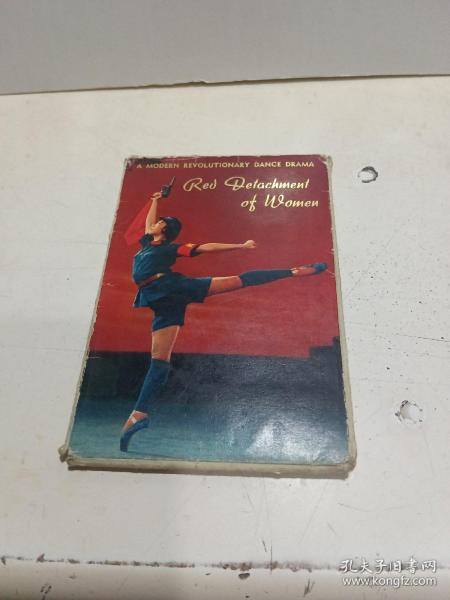 A MODERN REVOLUTIONARY DANCE DRAMA
Red Detachment
of Women
孔夫子旧书网
www.kongfz.com